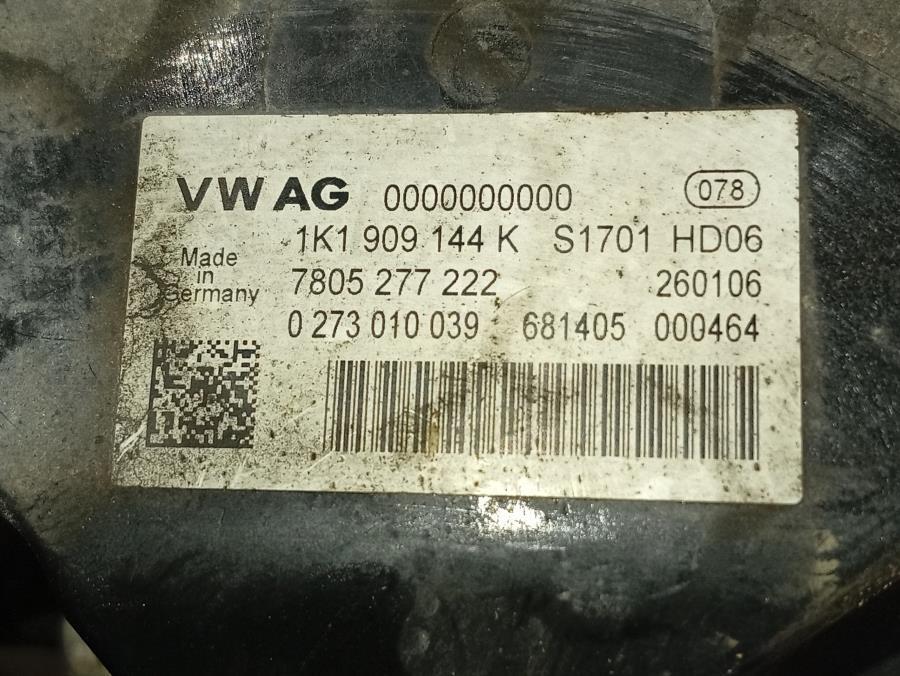 VW AG 0000000000 078
1K1 909 144 K S1701 HD06
Made
in
Germany
7805 277 222 260106
0 273 010 039 681405 000464